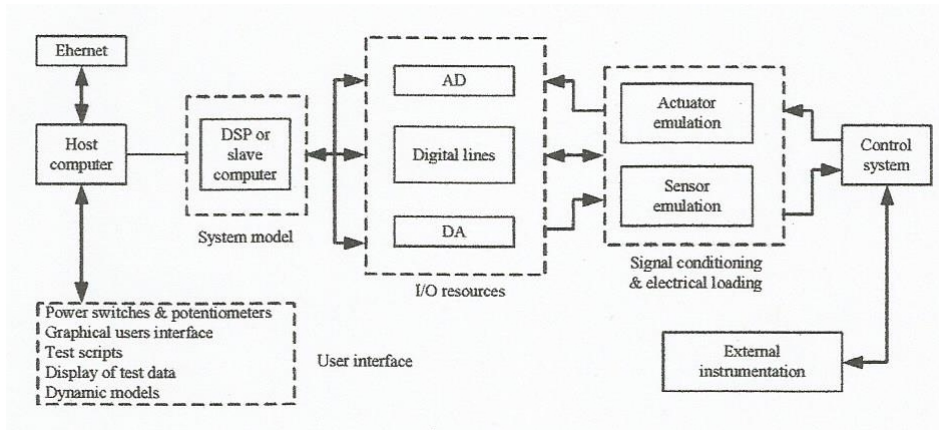 Ehernet
Host
computer
DSP or
slave
computer
System model
AD
Digital lines
DA
I/O resources
Actuator
emulation
Sensor
emulation
Signal conditioning
& electrical loading
Control
system
Power switches & potentiometers
Graphical users interface
Test scripts
Display of test data
Dynamic models
User interface
External
instrumentation